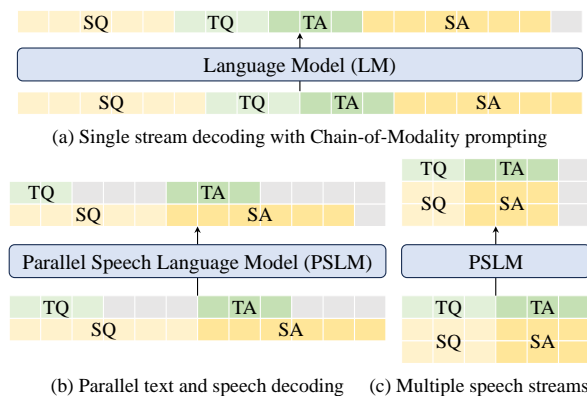 SQ TQ TA SA
Language Model (LM)
SQ TQ TA SA
(a) Single stream decoding with Chain-of-Modality prompting
TQ TA
SQ SA
Parallel Speech Language Model (PSLM)
TQ TA
SQ SA
(b) Parallel text and speech decoding
TQ TA
SQ SA
PSLM
TQ TA
SQ SA
(c) Multiple speech streams